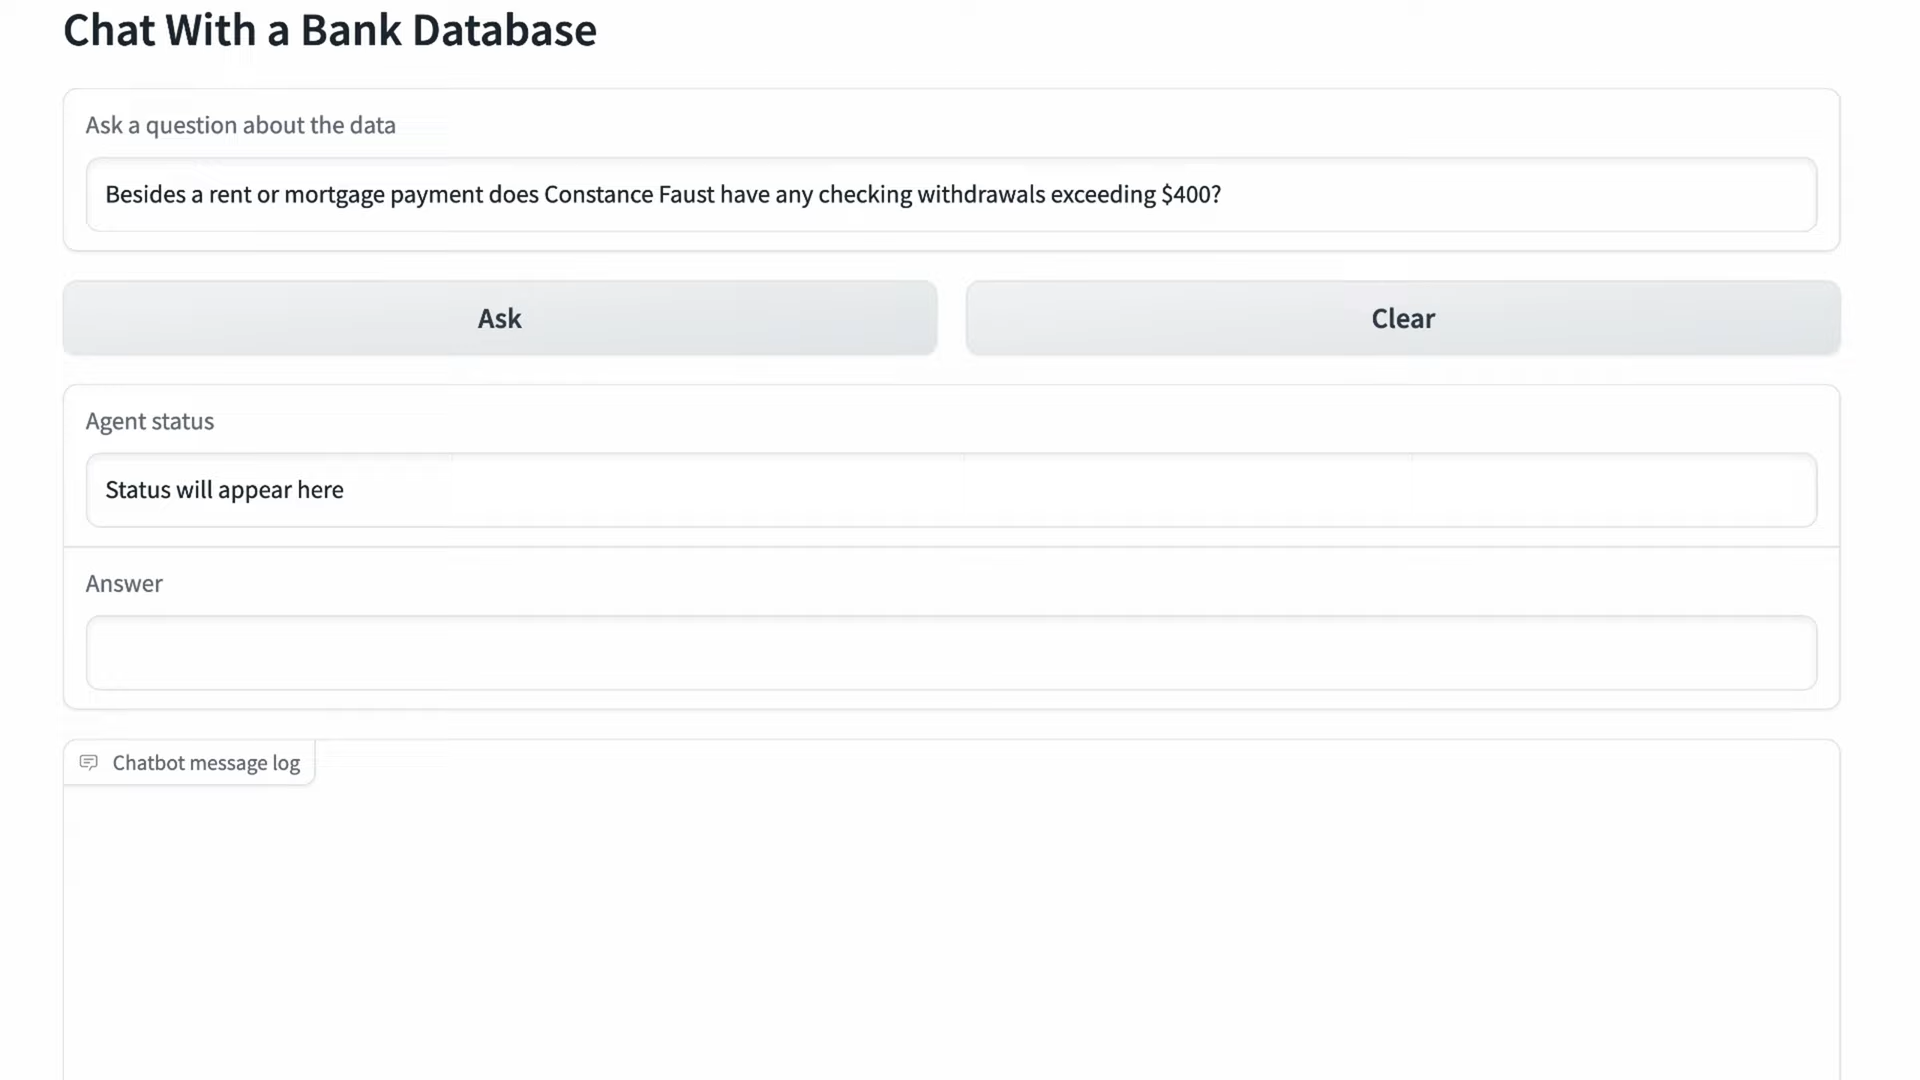 Chat With a Bank Database
Ask a question about the data
Besides a rent or mortgage payment does Constance Faust have any checking withdrawals exceeding $400?
Ask
Clear
Agent status
Status will appear here
Answer
Chatbot message log